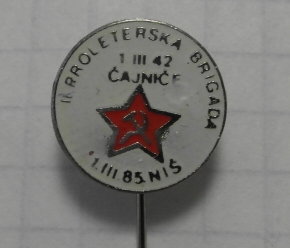 II PROLETERSKA BRIGADA
1 III 42
ČAJNIČE
1.III 85. NIŠ